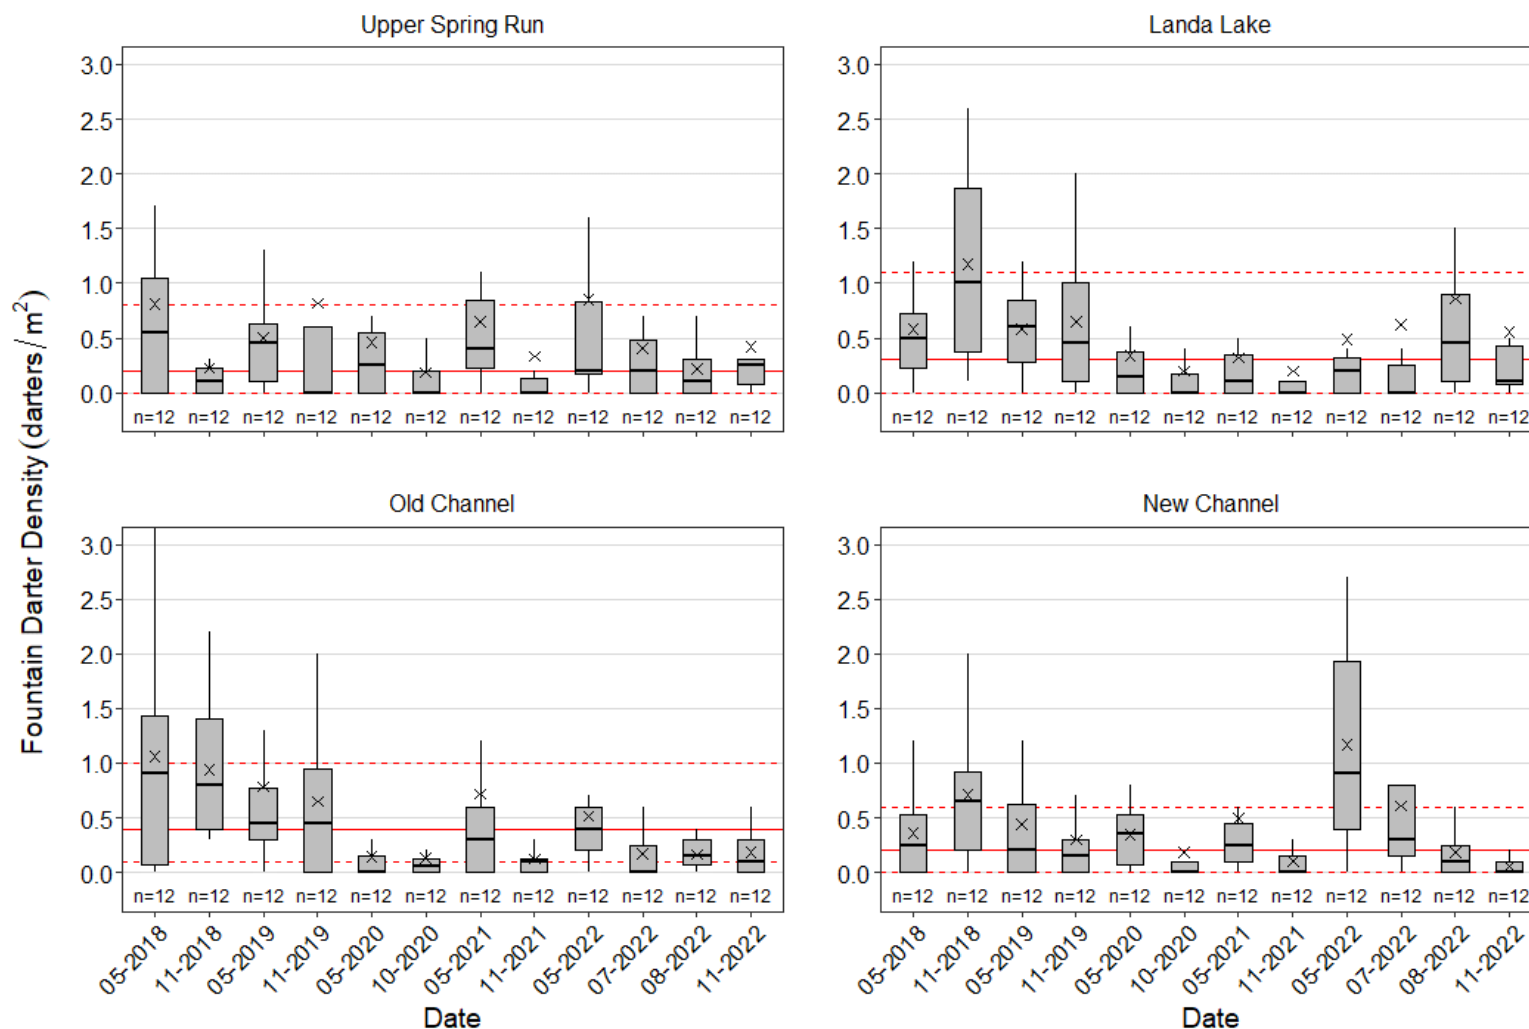 Upper Spring Run
Landa Lake
3.0
2.5
2.0
1.5
1.0
0.5
0.0
n=12 n=12 n=12 n=12 n=12 n=12 n=12 n=12 n=12 n=12 n=12 n=12
3.0
2.5
2.0
1.5
1.0
0.5
0.0
n=12 n=12 n=12 n=12 n=12 n=12 n=12 n=12 n=12 n=12 n=12 n=12
Fountain Darter Density (darters/m²)
Old Channel
New Channel
3.0
2.5
2.0
1.5
1.0
0.5
0.0
n=12 n=12 n=12 n=12 n=12 n=12 n=12 n=12 n=12 n=12 n=12 n=12
05-2018 11-2018 05-2019 11-2019 05-2020 10-2020 05-2021 11-2021 05-2022 07-2022 08-2022 11-2022
Date
3.0
2.5
2.0
1.5
1.0
0.5
0.0
n=12 n=12 n=12 n=12 n=12 n=12 n=12 n=12 n=12 n=12 n=12 n=12
05-2018 11-2018 05-2019 11-2019 05-2020 10-2020 05-2021 11-2021 05-2022 07-2022 08-2022 11-2022
Date